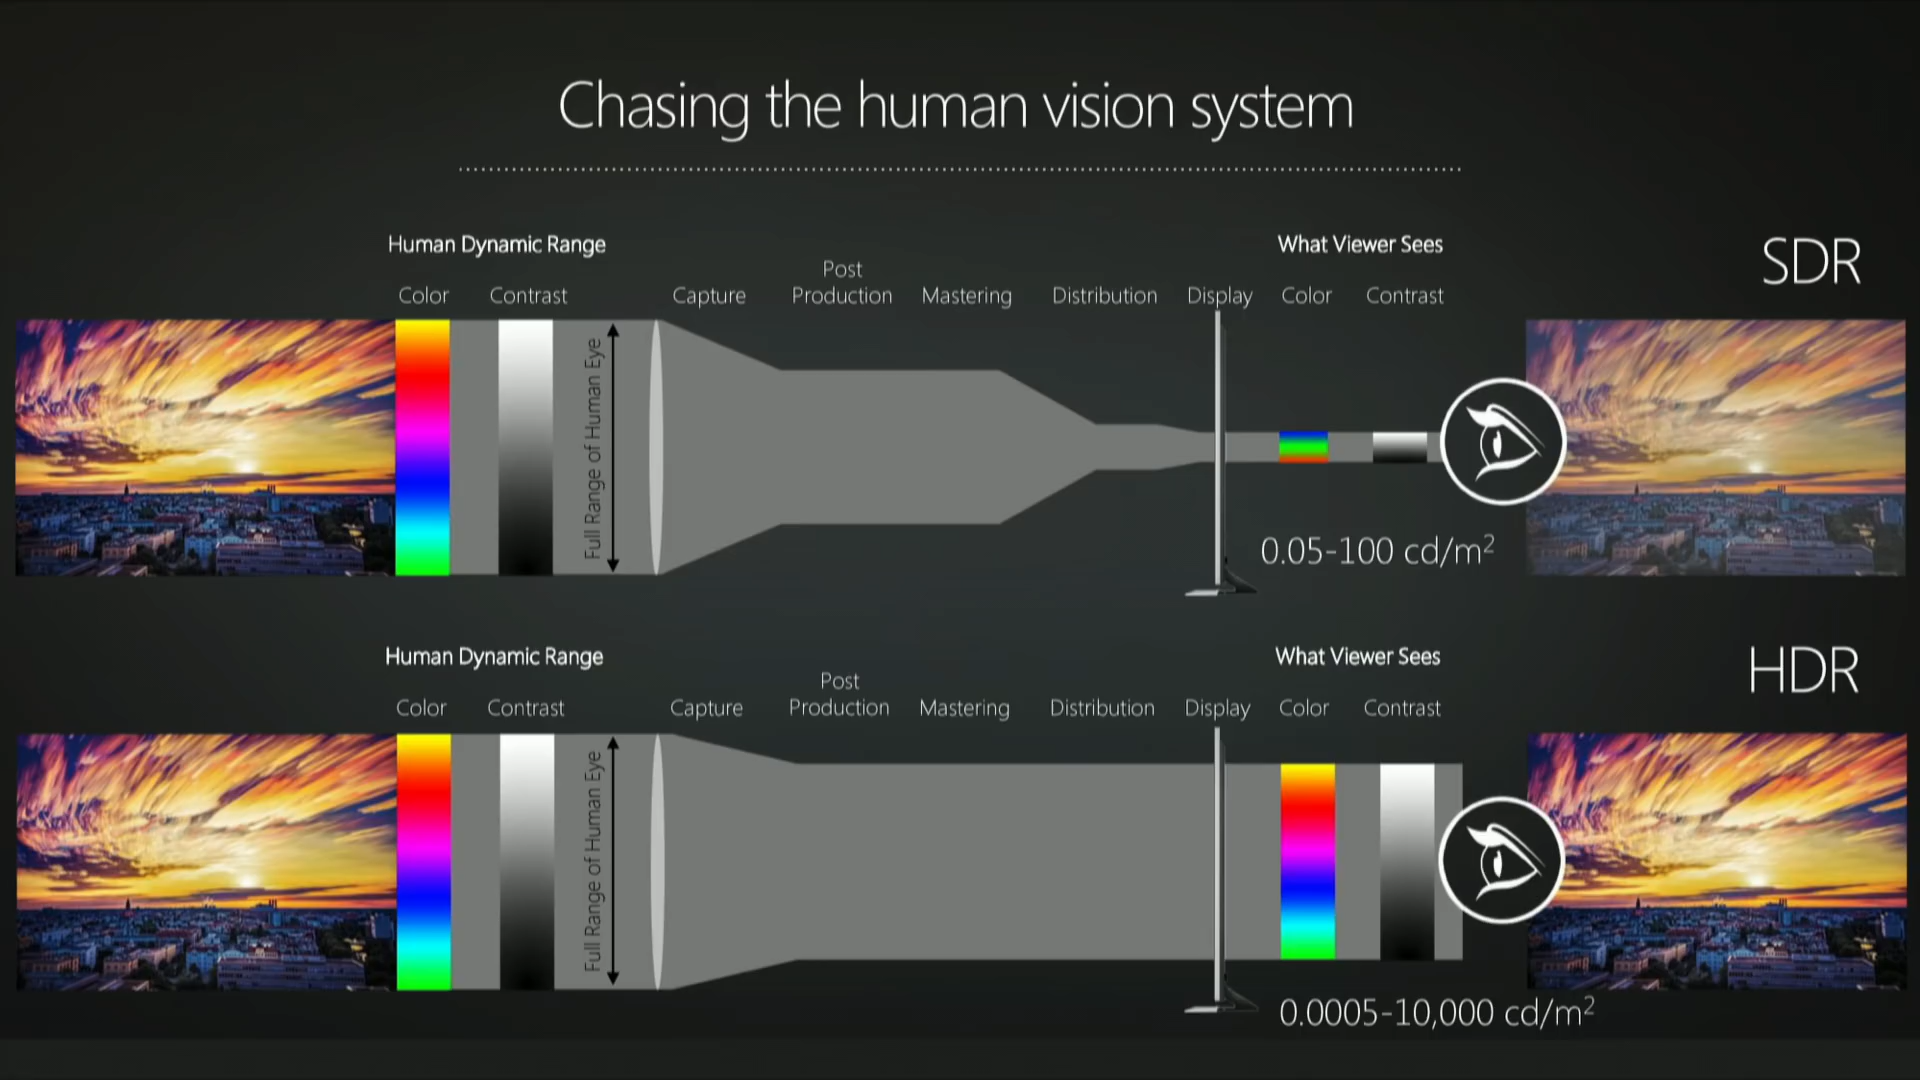 Chasing the human vision system
SDR
Human Dynamic Range
What Viewer Sees
Color Contrast Capture Post Production Mastering Distribution Display Color Contrast
Full Range of Human Eye
0.05-100 cd/m²
HDR
Human Dynamic Range
What Viewer Sees
Color Contrast Capture Post Production Mastering Distribution Display Color Contrast
Full Range of Human Eye
0.0005-10,000 cd/m²